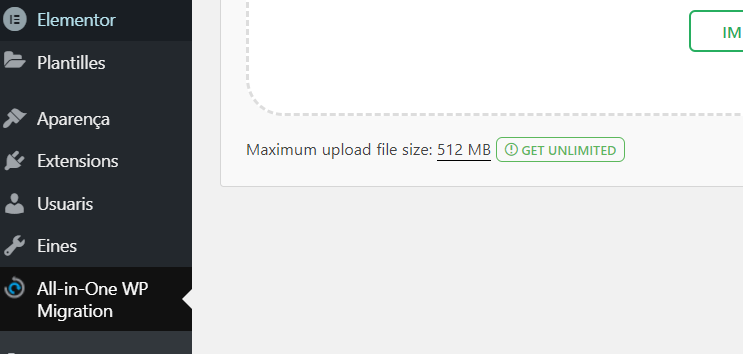 Elementor
Plantilles
Aparença
Extensions
Usuaris
Eines
All-in-One WP
Migration
IM
Maximum upload file size: 512 MB GET UNLIMITED